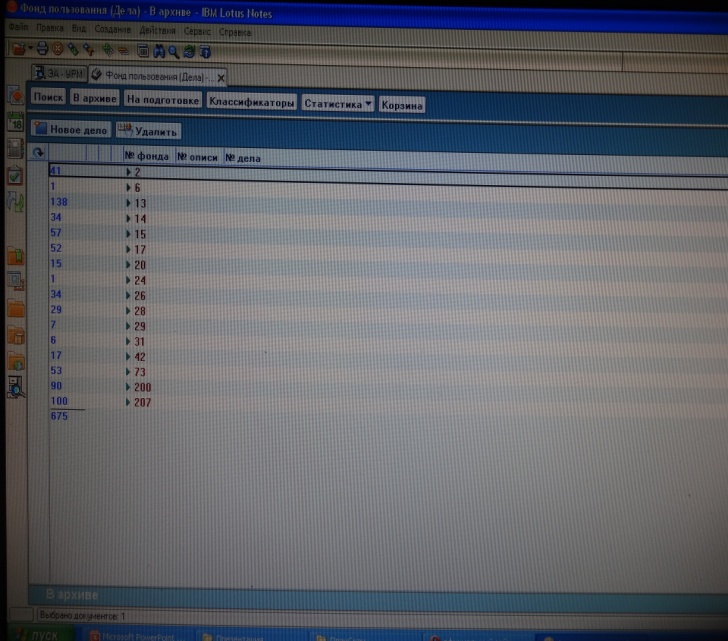 Фонд пользования (Дела) - В архиве - IBM Lotus Notes
Файл Правка Вид Создание Действия Сервис Справка
ЗА - УРМ Фонд пользования (Дела) -...
Поиск В архиве На подготовке Классификаторы Статистика Корзина
Новое дело Удалить
№ фонда № описи № дела
41 2
1 6
138 13
34 14
57 15
52 17
15 20
1 24
34 26
29 28
7 29
6 31
17 42
53 73
90 200
100 207
675
В архиве
Выбрано документов: 1
пуск Microsoft PowerPoint...